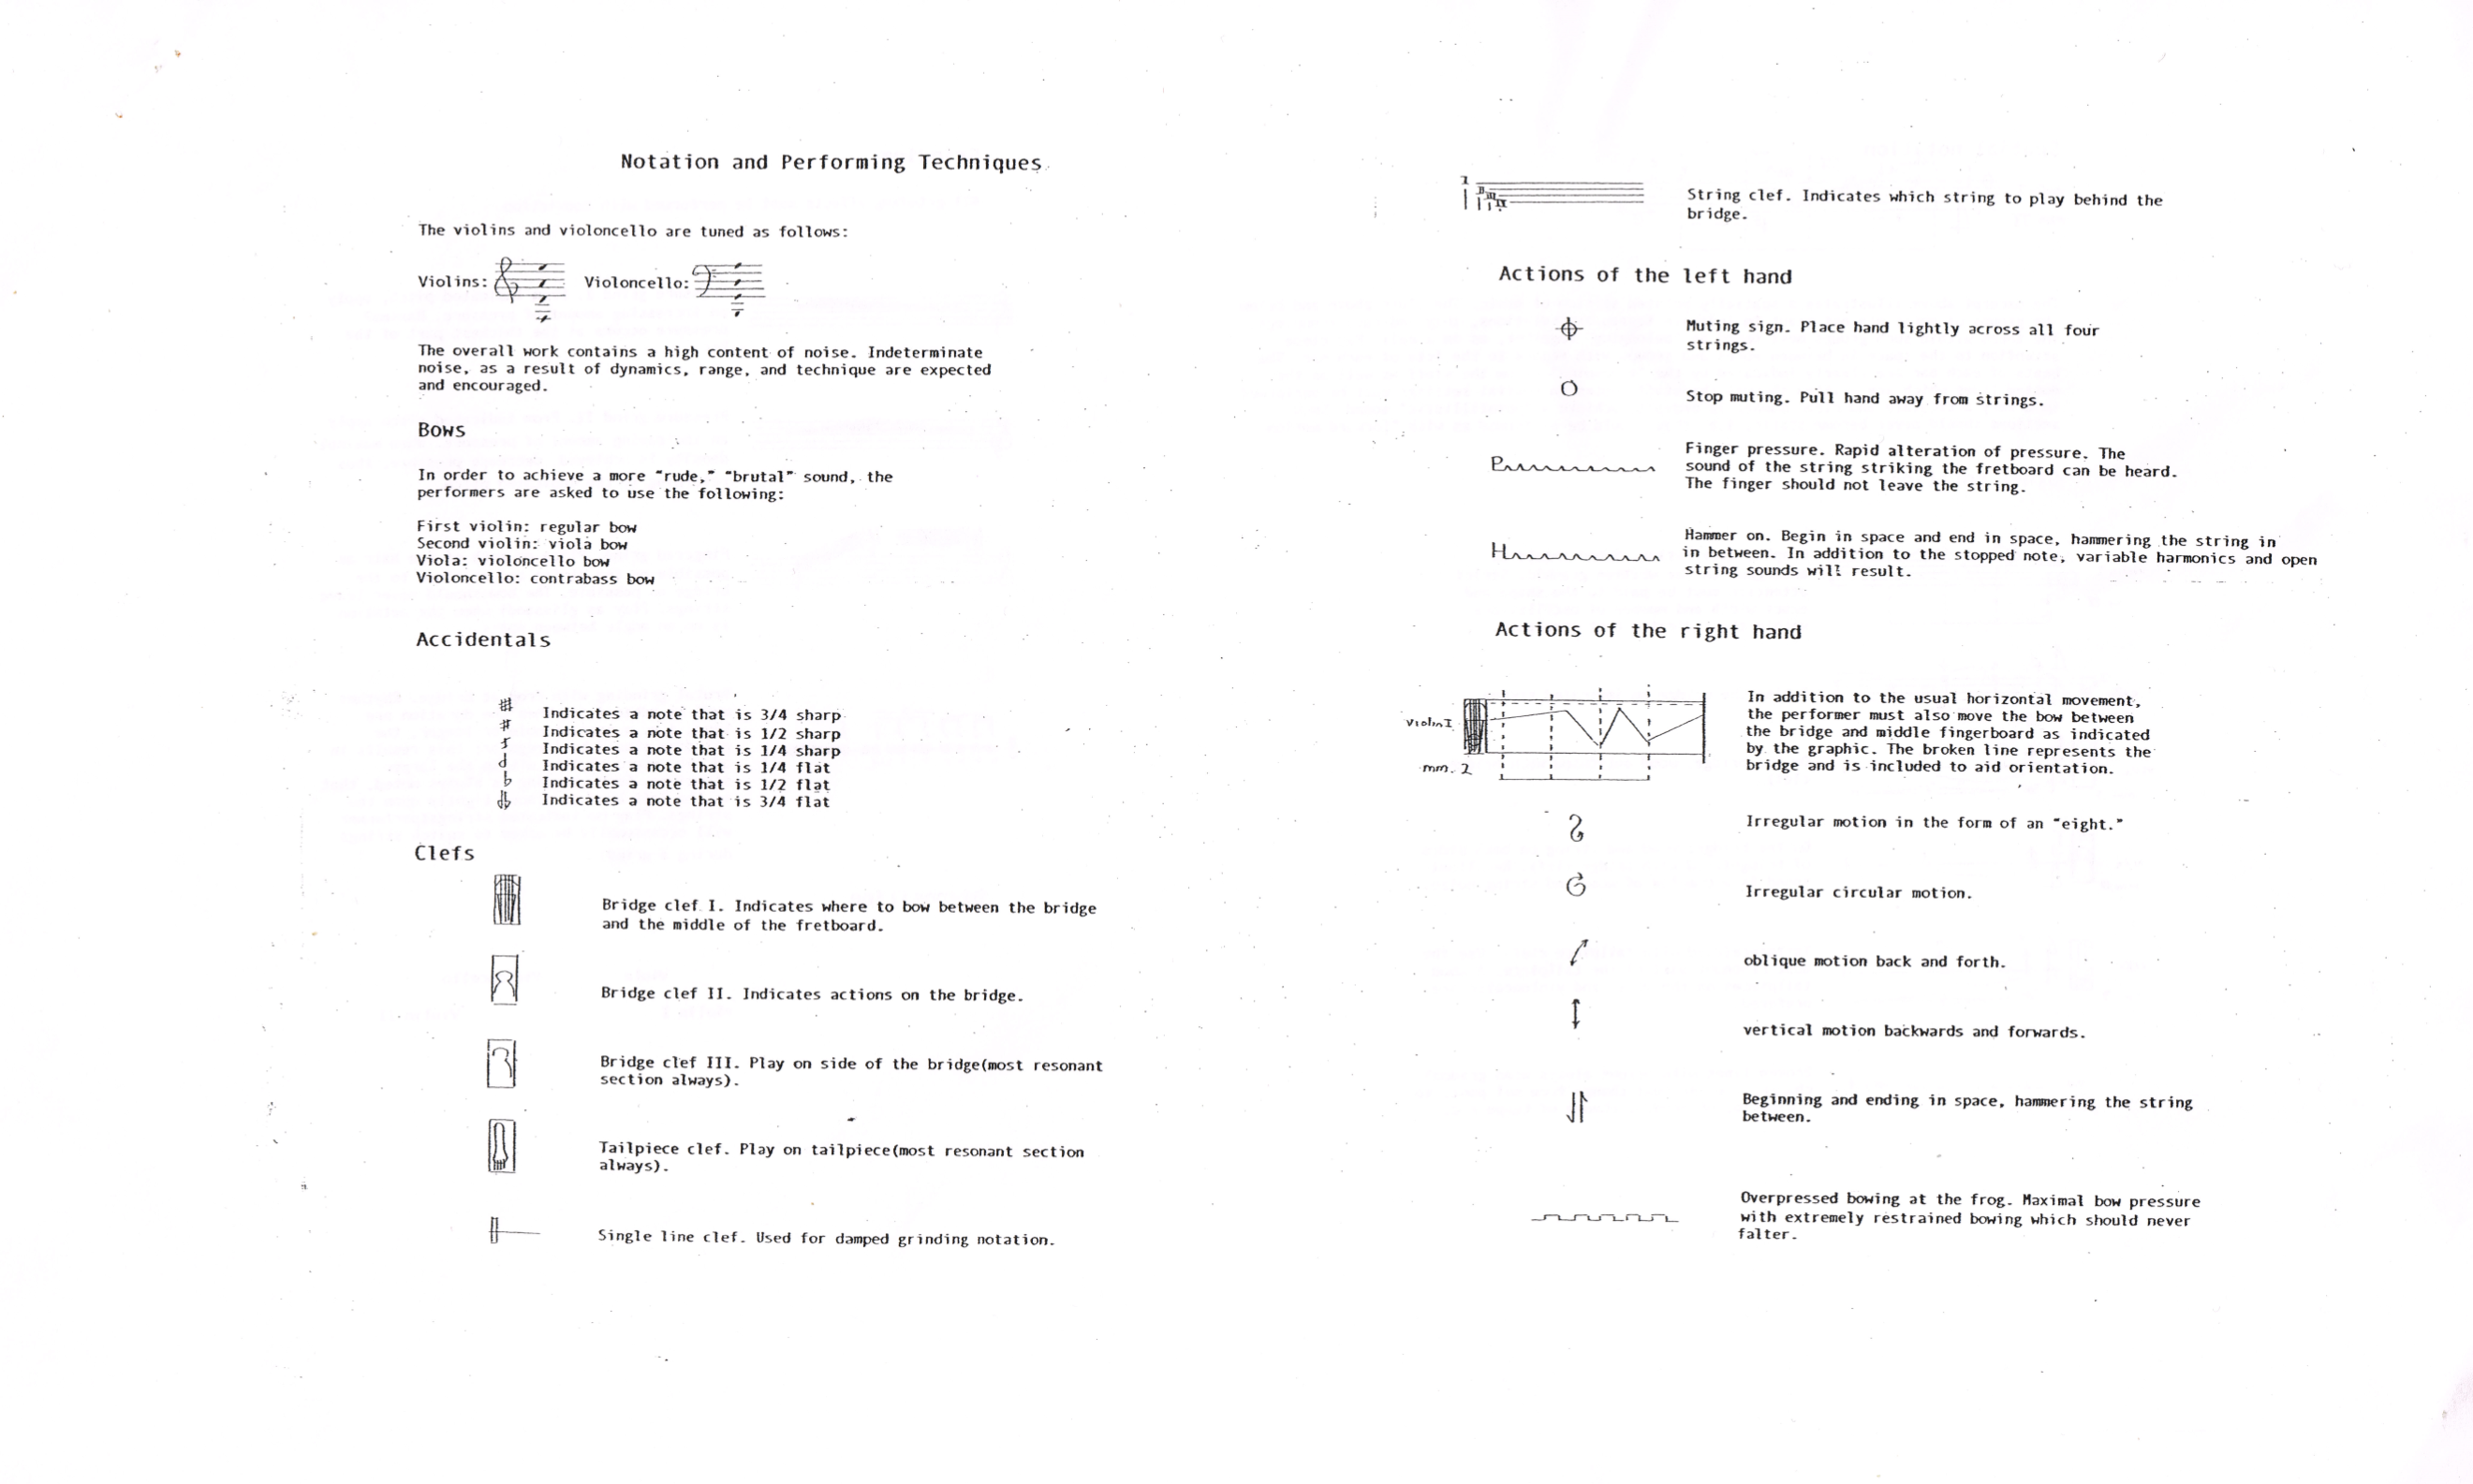 Notation and Performing Techniques
The violins and violoncello are tuned as follows:
Violins: Violoncello:
The overall work contains a high content of noise. Indeterminate
noise, as a result of dynamics, range, and technique are expected
and encouraged.
Bows
In order to achieve a more "rude," "brutal" sound, the
performers are asked to use the following:
First violin: regular bow
Second violin: viola bow
Viola: violoncello bow
Violoncello: contrabass bow
Accidentals
Indicates a note that is 3/4 sharp
Indicates a note that is 1/2 sharp
Indicates a note that is 1/4 sharp
Indicates a note that is 1/4 flat
Indicates a note that is 1/2 flat
Indicates a note that is 3/4 flat
Clefs
Bridge clef I. Indicates where to bow between the bridge
and the middle of the fretboard.
Bridge clef II. Indicates actions on the bridge.
Bridge clef III. Play on side of the bridge(most resonant
section always).
Tailpiece clef. Play on tailpiece(most resonant section
always).
Single line clef. Used for damped grinding notation.
I II III IV
String clef. Indicates which string to play behind the
bridge.
Actions of the left hand
Muting sign. Place hand lightly across all four
strings.
Stop muting. Pull hand away from strings.
P
Finger pressure. Rapid alteration of pressure. The
sound of the string striking the fretboard can be heard.
The finger should not leave the string.
H
Hammer on. Begin in space and end in space, hammering the string in
in between. In addition to the stopped note, variable harmonics and open
string sounds will result.
Actions of the right hand
Violin I
mm. 2
In addition to the usual horizontal movement,
the performer must also move the bow between
the bridge and middle fingerboard as indicated
by the graphic. The broken line represents the
bridge and is included to aid orientation.
Irregular motion in the form of an "eight."
Irregular circular motion.
oblique motion back and forth.
vertical motion backwards and forwards.
Beginning and ending in space, hammering the string
between.
Overpressed bowing at the frog. Maximal bow pressure
with extremely restrained bowing which should never
falter.